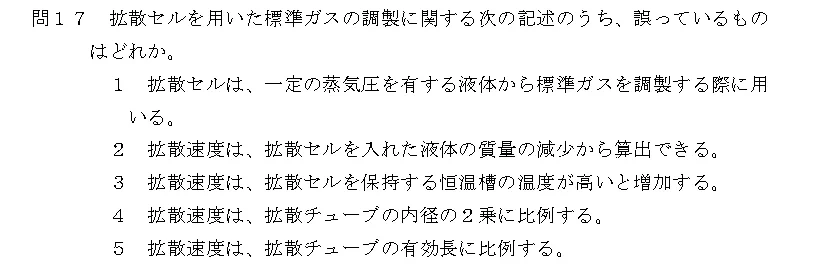 問１７　拡散セルを用いた標準ガスの調製に関する次の記述のうち、誤っているもの
はどれか。
１　拡散セルは、一定の蒸気圧を有する液体から標準ガスを調製する際に用
いる。
２　拡散速度は、拡散セルを入れた液体の質量の減少から算出できる。
３　拡散速度は、拡散セルを保持する恒温槽の温度が高いと増加する。
４　拡散速度は、拡散チューブの内径の２乗に比例する。
５　拡散速度は、拡散チューブの有効長に比例する。